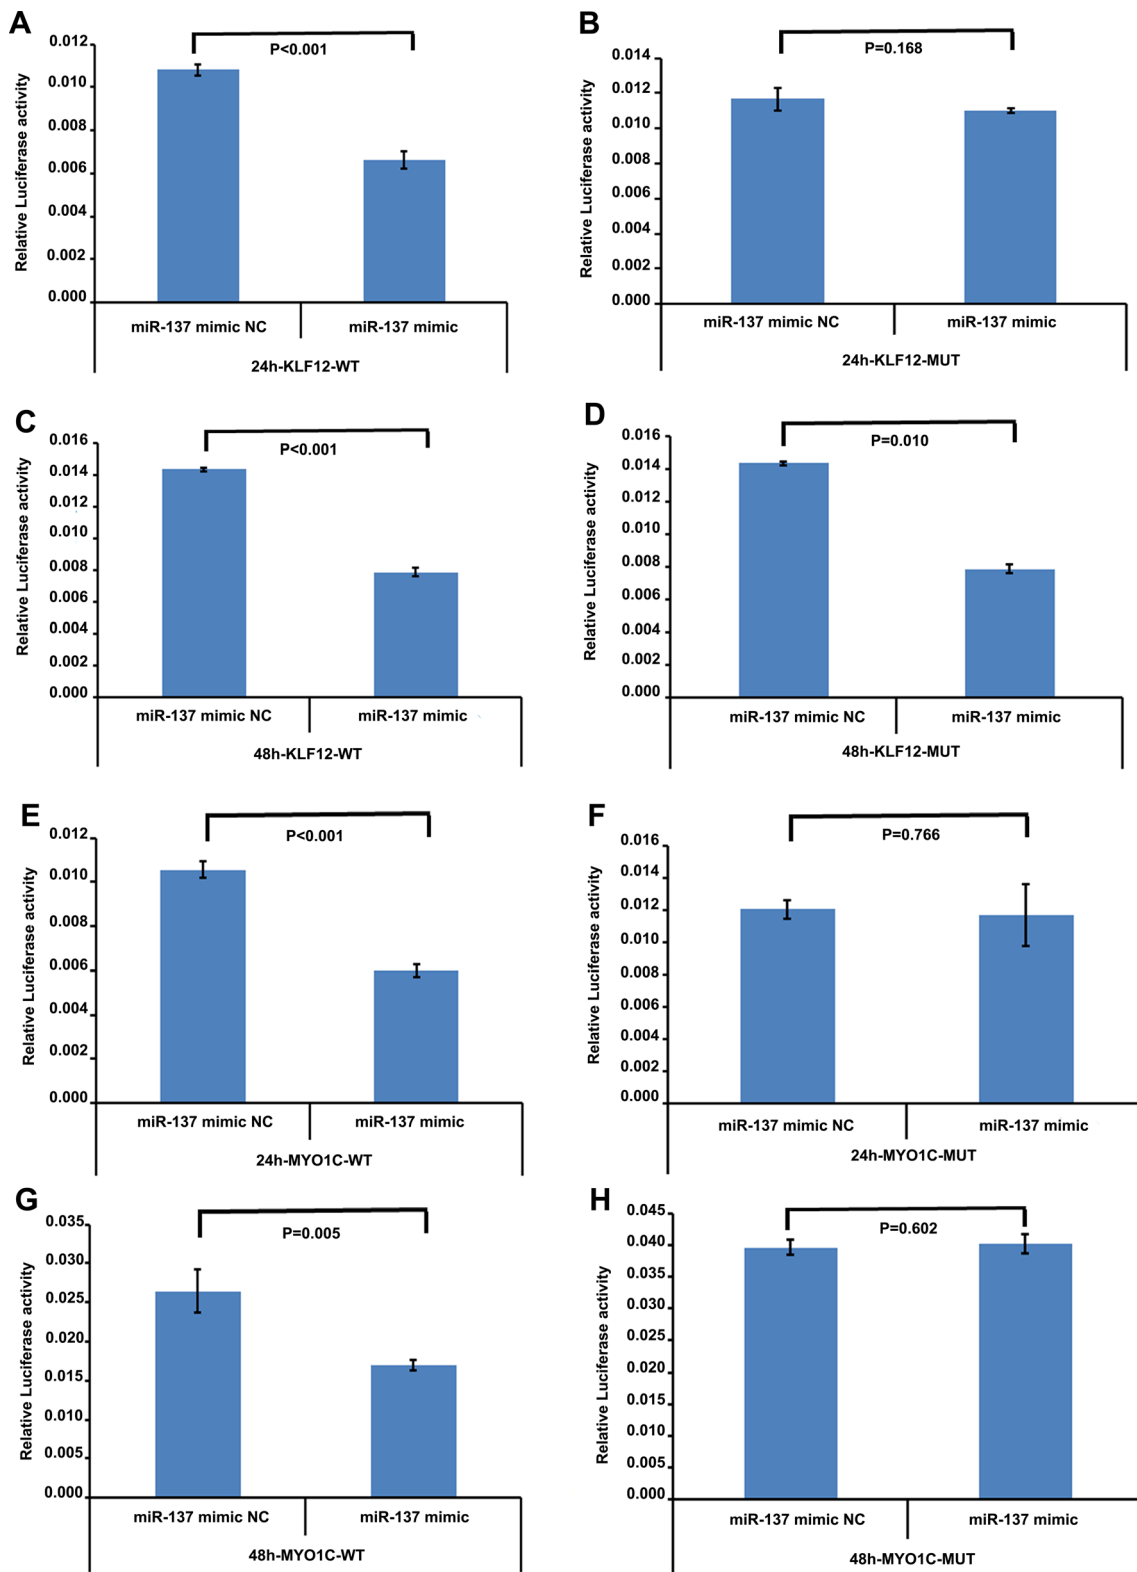 A
P<0.001
Relative Luciferase activity
0.012
0.010
0.008
0.006
0.004
0.002
0.000
miR-137 mimic NC
miR-137 mimic
24h-KLF12-WT
B
P=0.168
Relative Luciferase activity
0.014
0.012
0.010
0.008
0.006
0.004
0.002
0.000
miR-137 mimic NC
miR-137 mimic
24h-KLF12-MUT
C
P<0.001
Relative Luciferase activity
0.016
0.014
0.012
0.010
0.008
0.006
0.004
0.002
0.000
miR-137 mimic NC
miR-137 mimic
48h-KLF12-WT
D
P=0.010
Relative Luciferase activity
0.016
0.014
0.012
0.010
0.008
0.006
0.004
0.002
0.000
miR-137 mimic NC
miR-137 mimic
48h-KLF12-MUT
E
P<0.001
Relative Luciferase activity
0.012
0.010
0.008
0.006
0.004
0.002
0.000
miR-137 mimic NC
miR-137 mimic
24h-MYO1C-WT
F
P=0.766
Relative Luciferase activity
0.016
0.014
0.012
0.010
0.008
0.006
0.004
0.002
0.000
miR-137 mimic NC
miR-137 mimic
24h-MYO1C-MUT
G
P=0.005
Relative Luciferase activity
0.035
0.030
0.025
0.020
0.015
0.010
0.005
0.000
miR-137 mimic NC
miR-137 mimic
48h-MYO1C-WT
H
P=0.602
Relative Luciferase activity
0.045
0.040
0.035
0.030
0.025
0.020
0.015
0.010
0.005
0.000
miR-137 mimic NC
miR-137 mimic
48h-MYO1C-MUT